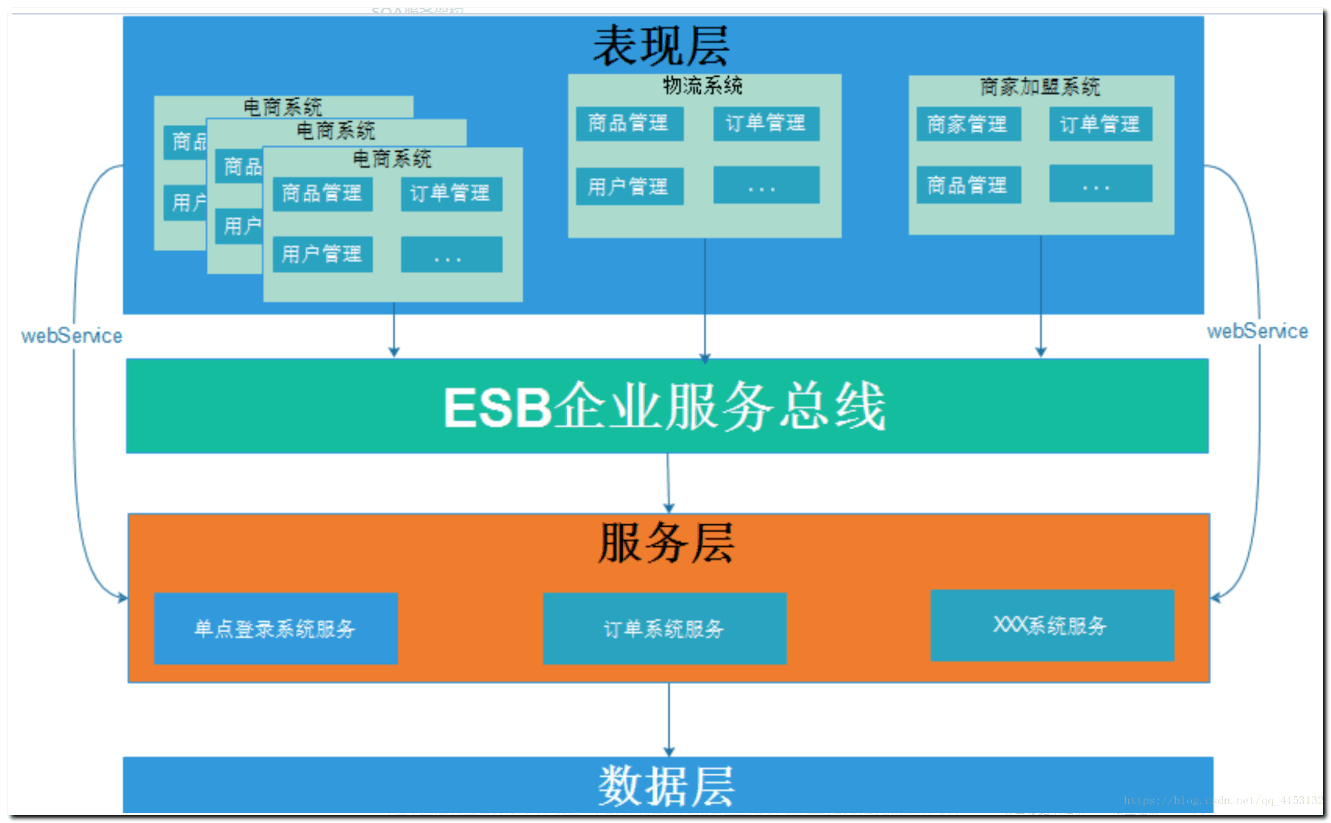 SOA服务架构
表现层
电商系统
商品
用户
电商系统
商品
用户
电商系统
商品管理
订单管理
用户管理
...
物流系统
商品管理
订单管理
用户管理
...
商家加盟系统
商家管理
订单管理
商品管理
...
webService
webService
ESB企业服务总线
服务层
单点登录系统服务
订单系统服务
XXX系统服务
数据层
https://blog.csdn.net/qq_4153132